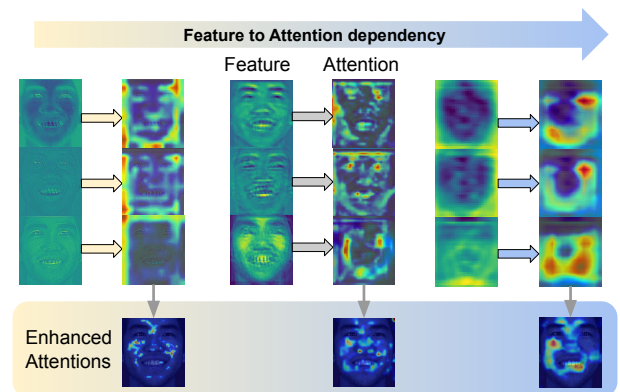 Feature to Attention dependency
Feature Attention
Enhanced
Attentions